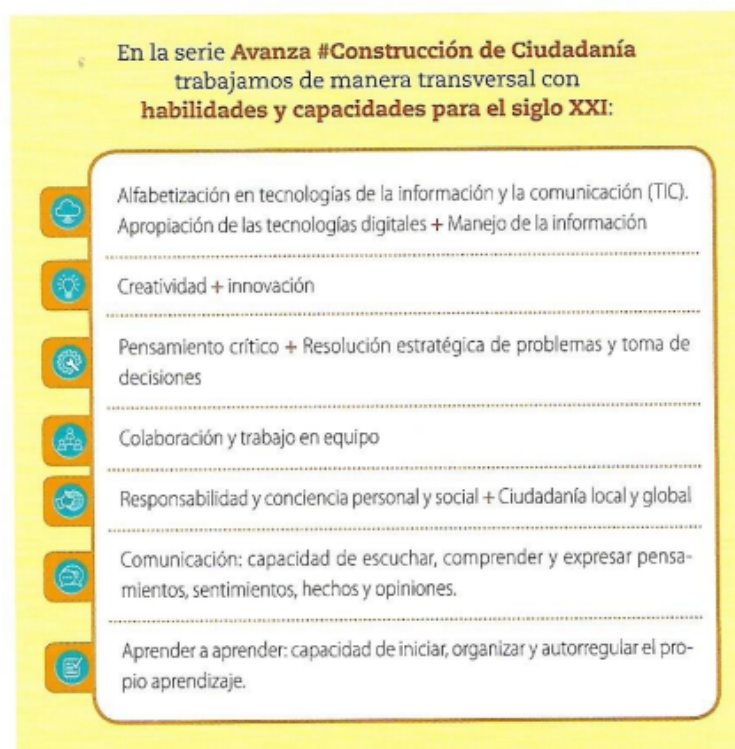 En la serie Avanza #Construcción de Ciudadanía
trabajamos de manera transversal con
habilidades y capacidades para el siglo XXI:
Alfabetización en tecnologías de la información y la comunicación (TIC).
Apropiación de las tecnologías digitales + Manejo de la información
Creatividad + innovación
Pensamiento crítico + Resolución estratégica de problemas y toma de
decisiones
Colaboración y trabajo en equipo
Responsabilidad y conciencia personal y social + Ciudadanía local y global
Comunicación: capacidad de escuchar, comprender y expresar pensa-
mientos, sentimientos, hechos y opiniones.
Aprender a aprender: capacidad de iniciar, organizar y autorregular el pro-
pio aprendizaje.